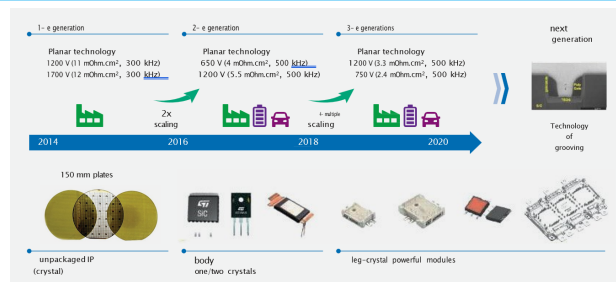 1- e generation
2- e generation
3- e generations
next
generation
Planar technology
1200 V (11 mOhm.cm², 300 kHz)
1700 V (12 mOhm.cm², 300 kHz)
Planar technology
650 V (4 mOhm.cm², 500 kHz)
1200 V (5.5 mOhm.cm², 500 kHz)
Planar technology
1200 V (3.3 mOhm.cm², 500 kHz)
750 V (2.4 mOhm.cm², 500 kHz)
2x
scaling
multiple
scaling
Technology
of
grooving
2014
2016
2018
2020
150 mm plates
SiC
unpackaged IP
(crystal)
body
one/two crystals
leg-crystal powerful modules